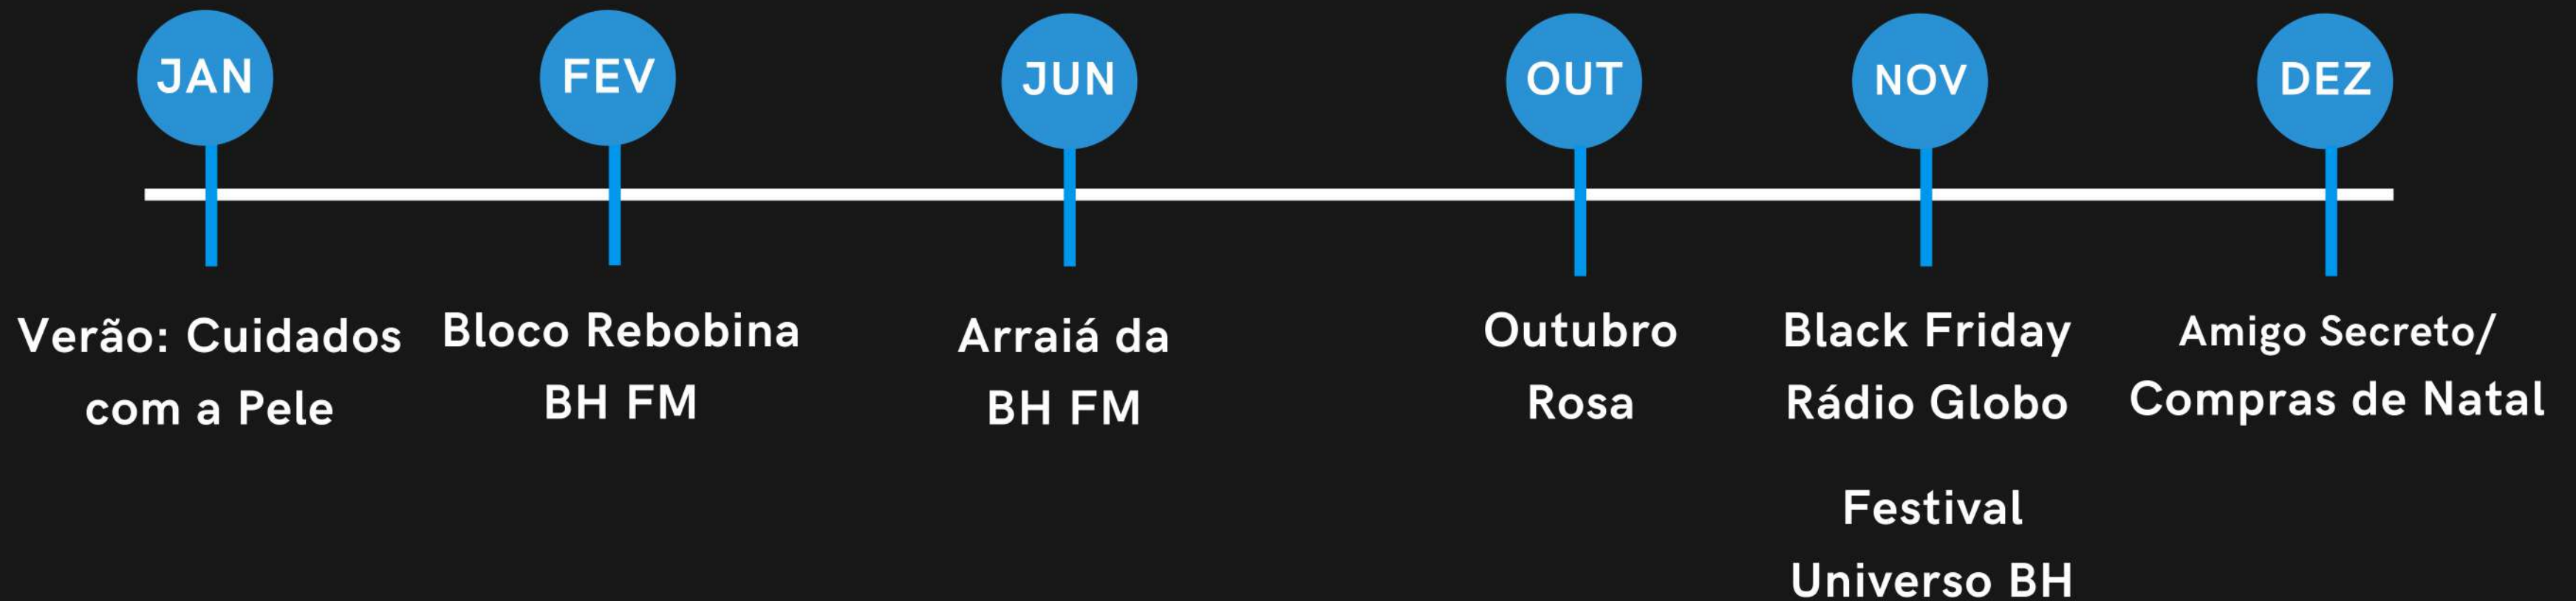 JAN
FEV
JUN
OUT
NOV
DEZ
Verão: Cuidados
com a Pele
Bloco Rebobina
BH FM
Arraiá da
BH FM
Outubro
Rosa
Black Friday
Rádio Globo
Festival
Universo BH
Amigo Secreto/
Compras de Natal